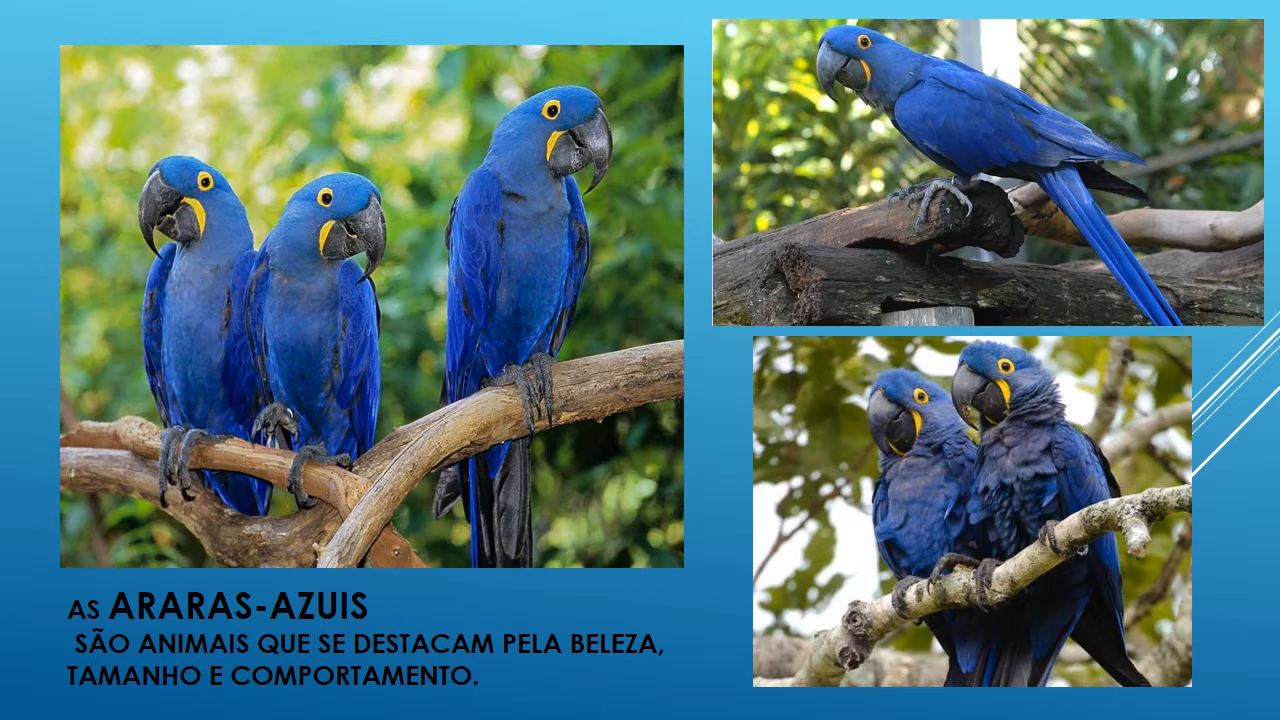 AS ARARAS-AZUIS
SÃO ANIMAIS QUE SE DESTACAM PELA BELEZA,
TAMANHO E COMPORTAMENTO.